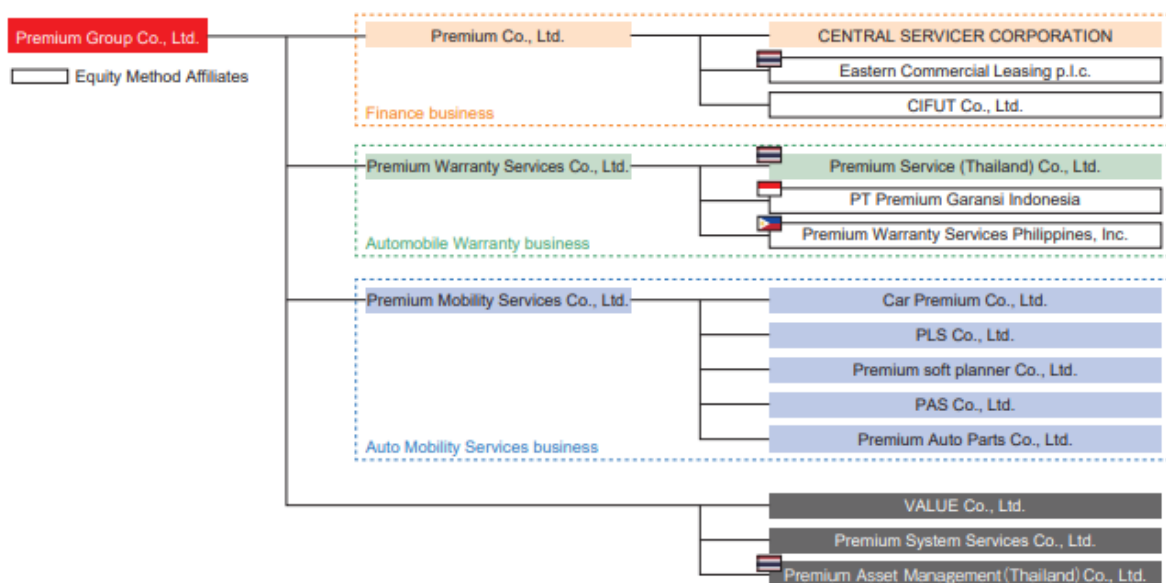 Premium Group Co., Ltd.
Equity Method Affiliates
Premium Co., Ltd.
CENTRAL SERVICER CORPORATION
Eastern Commercial Leasing p.l.c.
CIFUT Co., Ltd.
Finance business
Premium Warranty Services Co., Ltd.
Premium Service (Thailand) Co., Ltd.
PT Premium Garansi Indonesia
Premium Warranty Services Philippines, Inc.
Automobile Warranty business
Premium Mobility Services Co., Ltd.
Car Premium Co., Ltd.
PLS Co., Ltd.
Premium soft planner Co., Ltd.
PAS Co., Ltd.
Premium Auto Parts Co., Ltd.
Auto Mobility Services business
VALUE Co., Ltd.
Premium System Services Co., Ltd.
Premium Asset Management(Thailand) Co., Ltd.